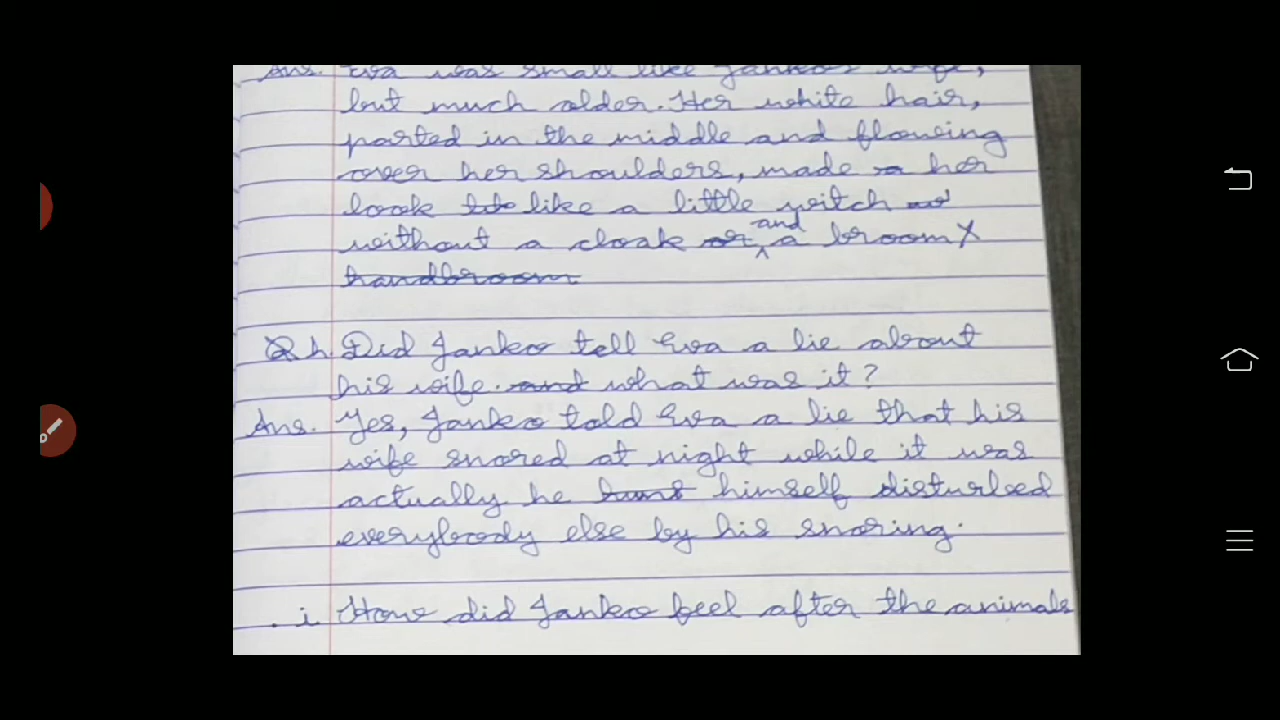 Ans. Eva was small like Janko's wife,
but much older. Her white hair,
parted in the middle and flowing
over her shoulders, made her
look like a little witch
without a cloak and a broom
handbroom
Q h. Did Janko tell Eva a lie about
his wife. and what was it?
Ans. Yes, Janko told Eva a lie that his
wife snored at night while it was
actually he himself disturbed
everybody else by his snoring.
i. How did Janko feel after the animals